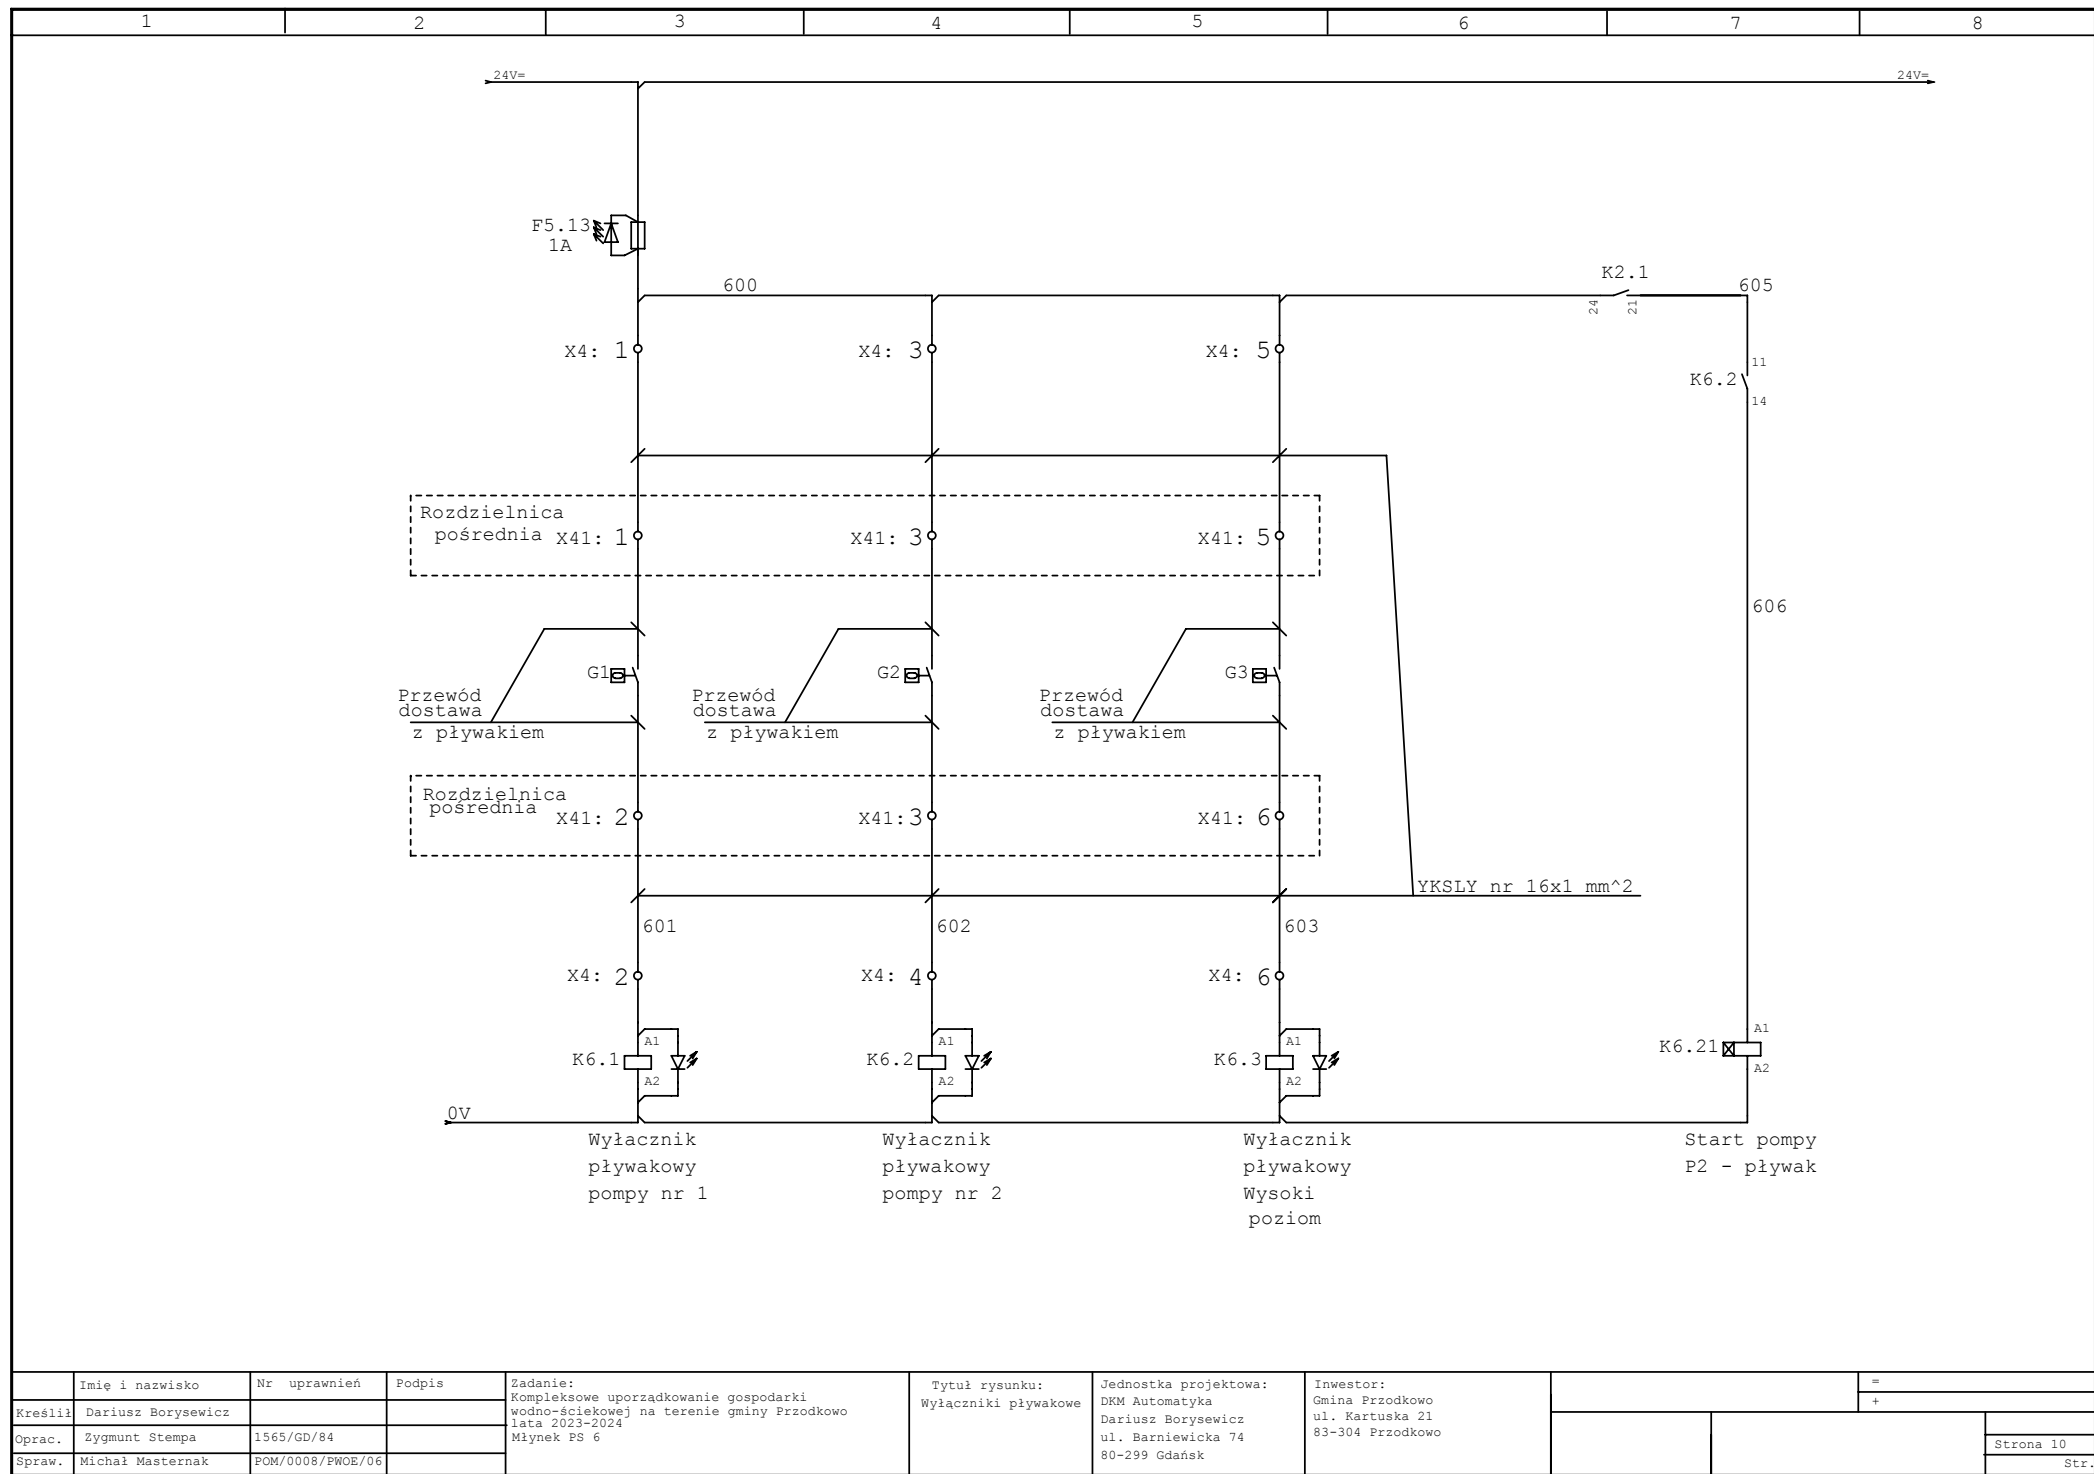 1 2 3 4 5 6 7 8
24V= 24V=
F5.13
1A
600
K2.1
24 21
605
X4: 1 X4: 3 X4: 5
11
K6.2
14
Rozdzielnica
pośrednia X41: 1 X41: 3 X41: 5
606
G1 G2 G3
Przewód Przewód Przewód
dostawa dostawa dostawa
z pływakiem z pływakiem z pływakiem
Rozdzielnica
pośrednia X41: 2 X41:3 X41: 6
YKSLY nr 16x1 mm^2
601 602 603
X4: 2 X4: 4 X4: 6
A1 A1 A1 A1
K6.1 K6.2 K6.3 K6.21
A2 A2 A2 A2
0V
Wyłacznik Wyłacznik Wyłacznik Start pompy
pływakowy pływakowy pływakowy P2 - pływak
pompy nr 1 pompy nr 2 Wysoki
poziom
Imię i nazwisko Nr uprawnień Podpis
Kreślił Dariusz Borysewicz
Oprac. Zygmunt Stempa 1565/GD/84
Spraw. Michał Masternak POM/0008/PWOE/06
Zadanie:
Kompleksowe uporządkowanie gospodarki
wodno-ściekowej na terenie gminy Przodkowo
lata 2023-2024
Młynek PS 6
Tytuł rysunku:
Wyłączniki pływakowe
Jednostka projektowa:
DKM Automatyka
Dariusz Borysewicz
ul. Barniewicka 74
80-299 Gdańsk
Inwestor:
Gmina Przodkowo
ul. Kartuska 21
83-304 Przodkowo
=
+
Strona 10
Str.